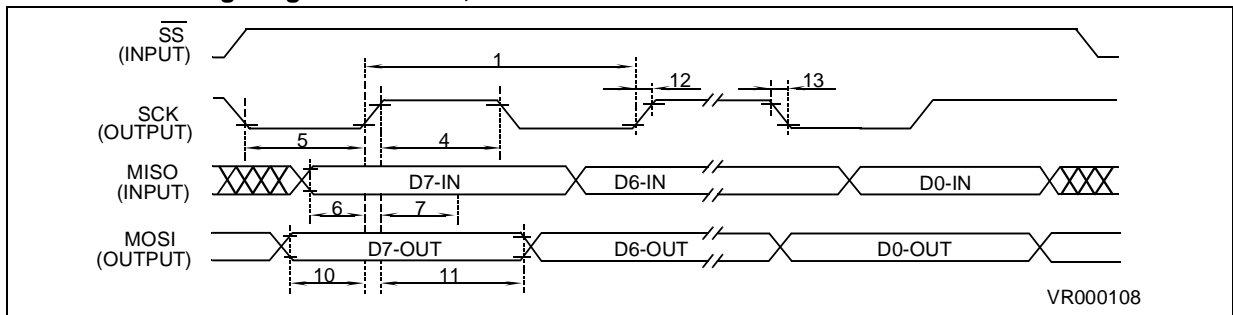 SS
(INPUT)
1
12
13
SCK
(OUTPUT)
5
4
MISO
(INPUT)
D7-IN
D6-IN
D0-IN
6
7
MOSI
(OUTPUT)
D7-OUT
D6-OUT
D0-OUT
10
11
VR000108